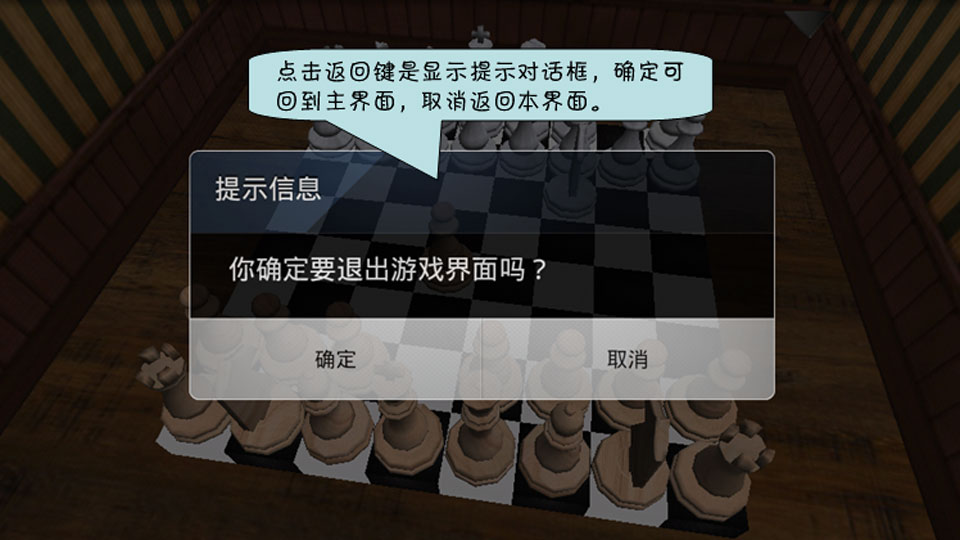 点击返回键是显示提示对话框，确定可
回到主界面，取消返回本界面。
提示信息
你确定要退出游戏界面吗？
确定
取消